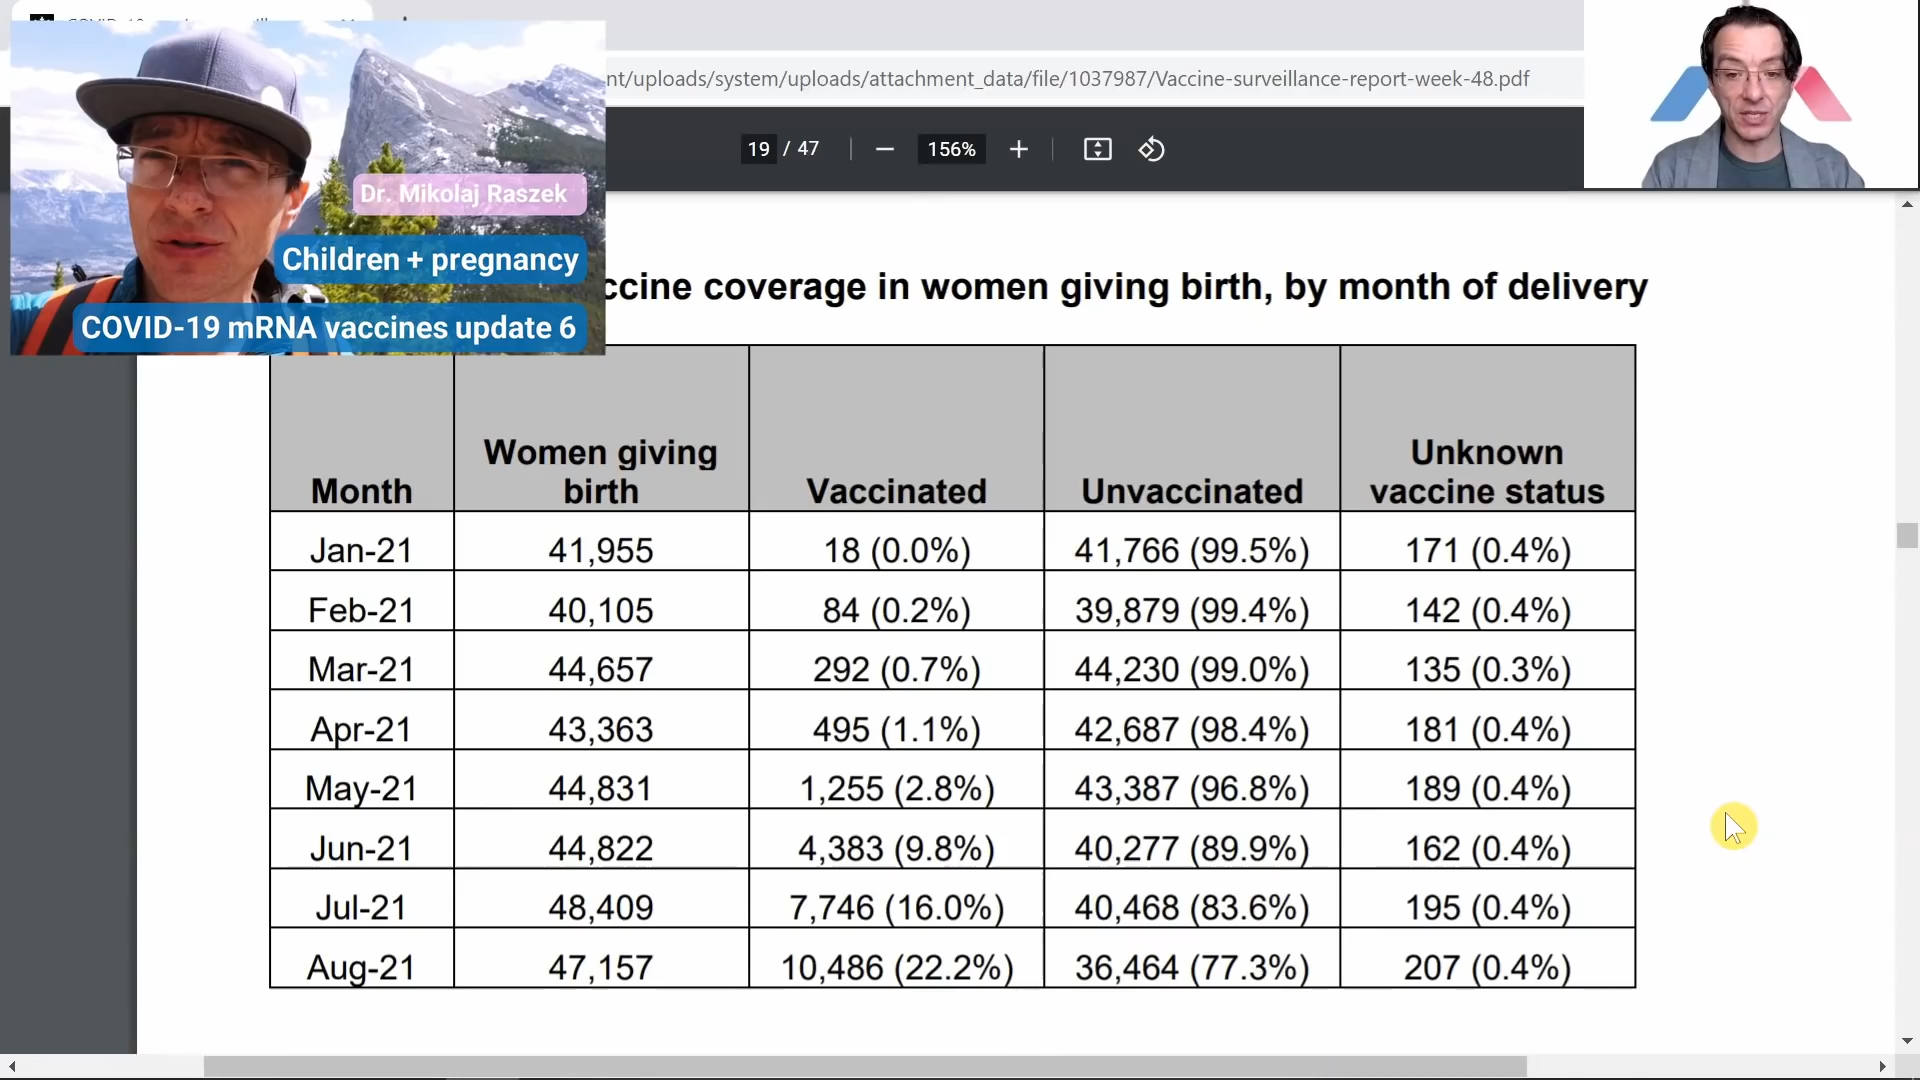 nt/uploads/system/uploads/attachment_data/file/1037987/Vaccine-surveillance-report-week-48.pdf
19 / 47
156%
Dr. Mikolaj Raszek
Children + pregnancy
COVID-19 mRNA vaccines update 6
ccine coverage in women giving birth, by month of delivery
Month Women giving birth Vaccinated Unvaccinated Unknown vaccine status
Jan-21 41,955 18 (0.0%) 41,766 (99.5%) 171 (0.4%)
Feb-21 40,105 84 (0.2%) 39,879 (99.4%) 142 (0.4%)
Mar-21 44,657 292 (0.7%) 44,230 (99.0%) 135 (0.3%)
Apr-21 43,363 495 (1.1%) 42,687 (98.4%) 181 (0.4%)
May-21 44,831 1,255 (2.8%) 43,387 (96.8%) 189 (0.4%)
Jun-21 44,822 4,383 (9.8%) 40,277 (89.9%) 162 (0.4%)
Jul-21 48,409 7,746 (16.0%) 40,468 (83.6%) 195 (0.4%)
Aug-21 47,157 10,486 (22.2%) 36,464 (77.3%) 207 (0.4%)